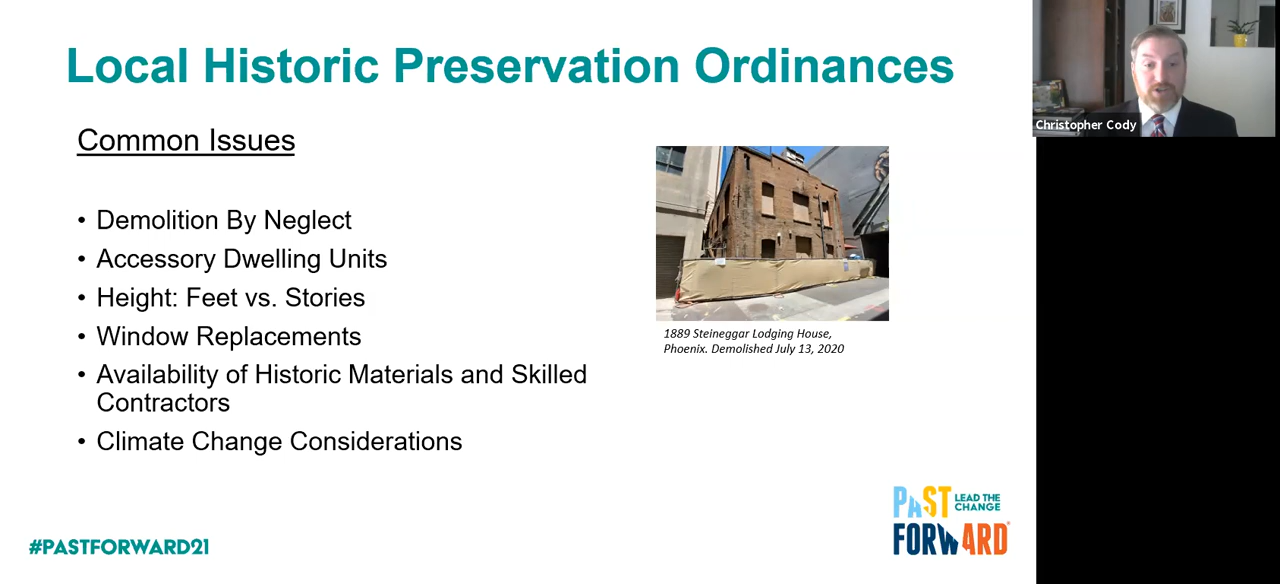 Local Historic Preservation Ordinances
Christopher Cody
Common Issues
• Demolition By Neglect
• Accessory Dwelling Units
• Height: Feet vs. Stories
• Window Replacements
• Availability of Historic Materials and Skilled
Contractors
• Climate Change Considerations
1889 Steineggar Lodging House,
Phoenix. Demolished July 13, 2020
PAST LEAD THE
CHANGE
FORWARD®
#PASTFORWARD21